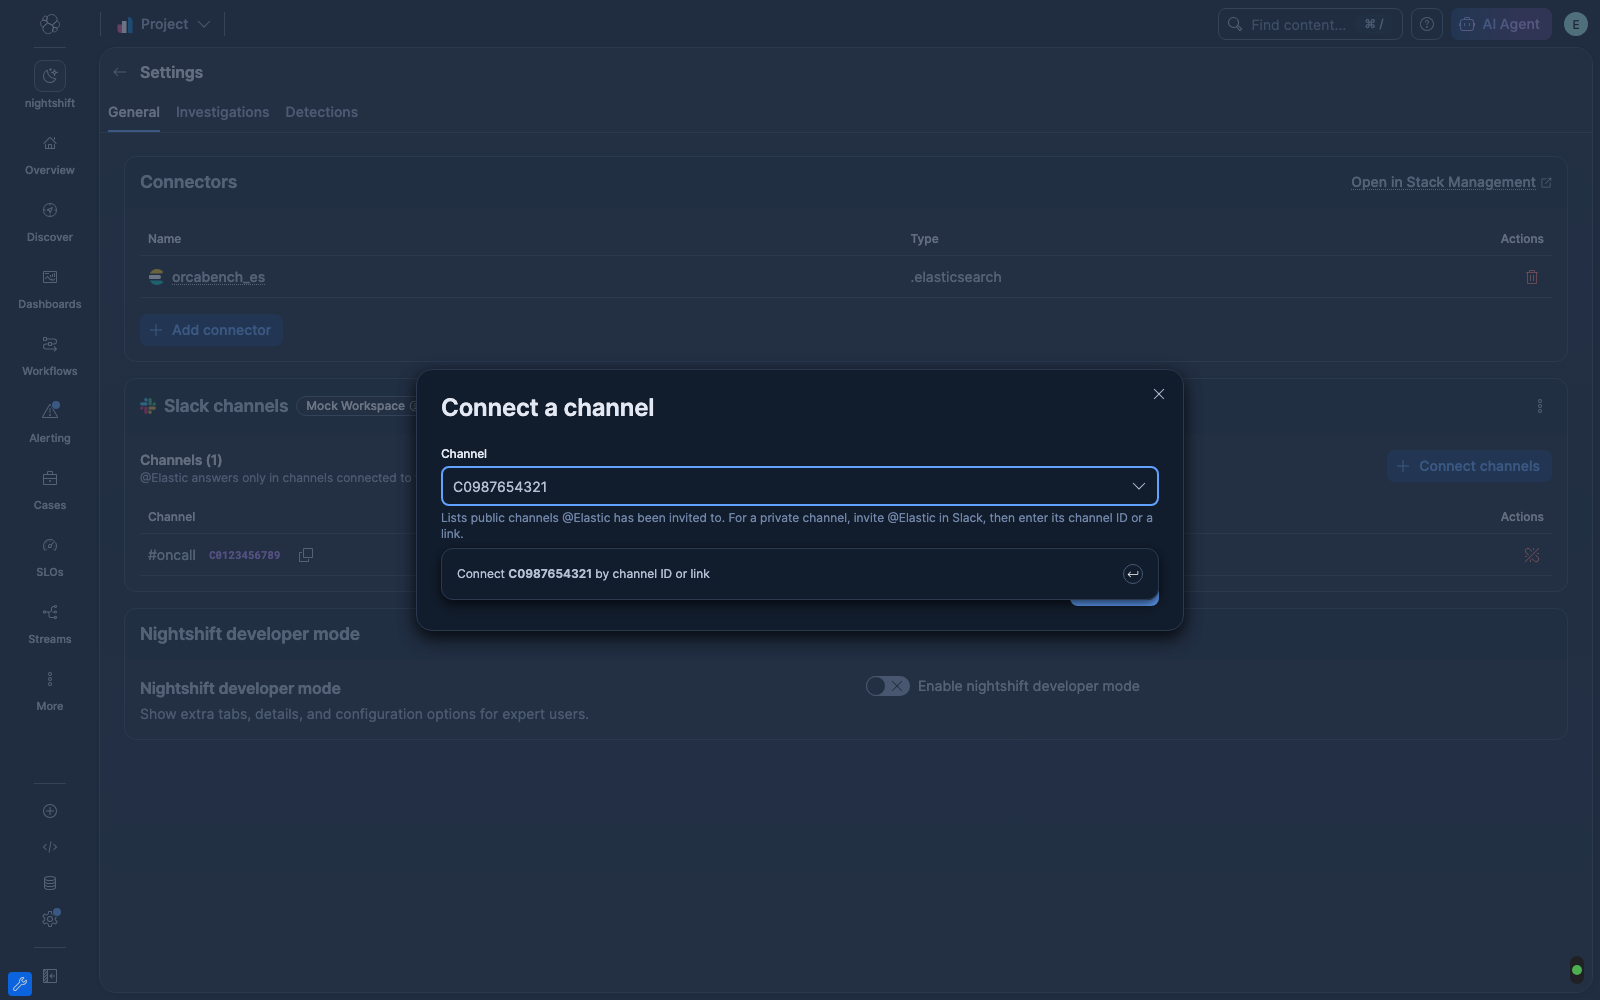 Project
Find content...
⌘ /
AI Agent
E
nightshift
Overview
Discover
Dashboards
Workflows
Alerting
Cases
SLOs
Streams
More
Settings
General
Investigations
Detections
Connectors
Open in Stack Management
Name
Type
Actions
orcabench_es
.elasticsearch
Add connector
Slack channels
Mock Workspace
Channels (1)
@Elastic answers only in channels connected to
Connect channels
Channel
Actions
#oncall
C0123456789
Connect a channel
Channel
C0987654321
Lists public channels @Elastic has been invited to. For a private channel, invite @Elastic in Slack, then enter its channel ID or a
link.
Connect C0987654321 by channel ID or link
Nightshift developer mode
Nightshift developer mode
Show extra tabs, details, and configuration options for expert users.
Enable nightshift developer mode